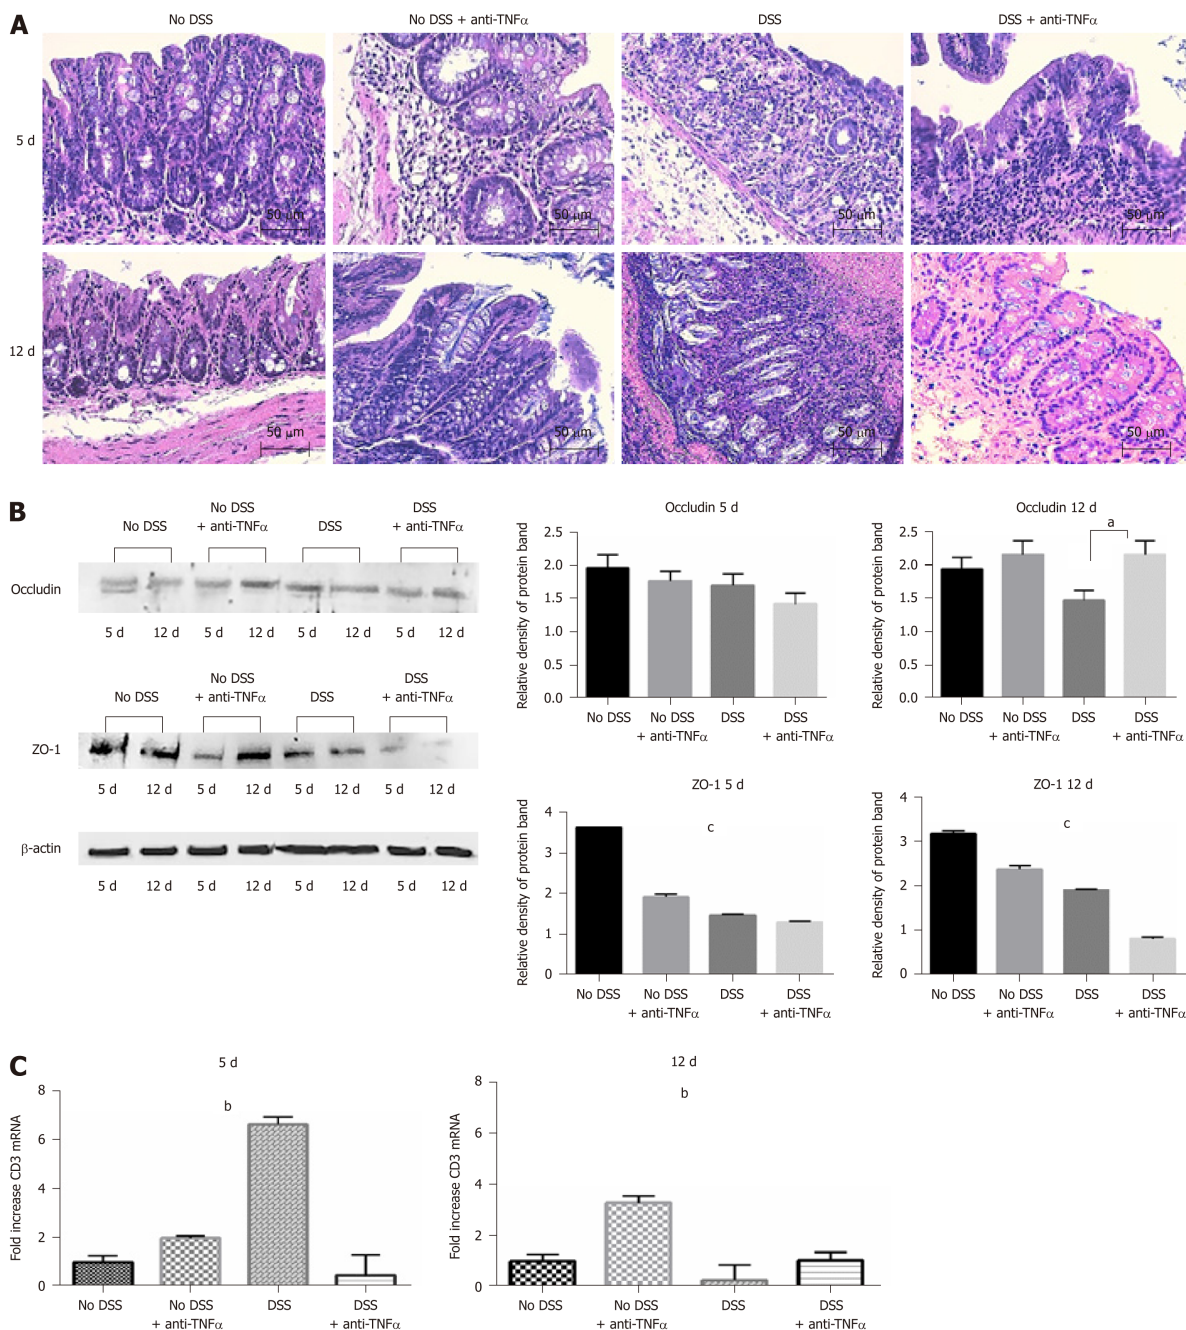 A
No DSS
No DSS + anti-TNFα
DSS
DSS + anti-TNFα
5 d
50 μm
50 μm
50 μm
50 μm
12 d
50 μm
50 μm
50 μm
50 μm
B
No DSS
No DSS
+ anti-TNFα
DSS
DSS
+ anti-TNFα
Occludin
5 d
12 d
5 d
12 d
5 d
12 d
5 d
12 d
No DSS
No DSS
+ anti-TNFα
DSS
DSS
+ anti-TNFα
ZO-1
5 d
12 d
5 d
12 d
5 d
12 d
5 d
12 d
β-actin
5 d
12 d
5 d
12 d
5 d
12 d
5 d
12 d
Occludin 5 d
Relative density of protein band
2.5
2.0
1.5
1.0
0.5
0.0
No DSS
No DSS
+ anti-TNFα
DSS
DSS
+ anti-TNFα
Occludin 12 d
a
Relative density of protein band
2.5
2.0
1.5
1.0
0.5
0.0
No DSS
No DSS
+ anti-TNFα
DSS
DSS
+ anti-TNFα
ZO-1 5 d
c
Relative density of protein band
4
3
2
1
0
No DSS
No DSS
+ anti-TNFα
DSS
DSS
+ anti-TNFα
ZO-1 12 d
c
Relative density of protein band
4
3
2
1
0
No DSS
No DSS
+ anti-TNFα
DSS
DSS
+ anti-TNFα
C
5 d
b
Fold increase CD3 mRNA
8
6
4
2
0
No DSS
No DSS
+ anti-TNFα
DSS
DSS
+ anti-TNFα
12 d
b
Fold increase CD3 mRNA
8
6
4
2
0
No DSS
No DSS
+ anti-TNFα
DSS
DSS
+ anti-TNFα